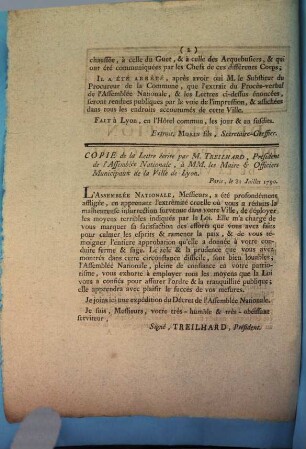 ( 2 )
chaussée, à celle du Guet, & à celle des Arquebusiers, & qui
ont été communiquées par les Chefs de ces différens Corps;
IL A ÉTÉ ARRÊTÉ, après avoir oui M. le Substitut du
Procureur de la Commune, que l'extrait du Procès-verbal
de l'Assemblée Nationale, & les Lettres ci-dessus énoncées,
seront rendues publiques par la voie de l'impression, & affichées
dans tous les endroits accoutumés de cette Ville.
FAIT à Lyon, en l'Hôtel commun, les jour & an susdits.
Extrait, MORIN fils, Secrétaire-Greffier.
COPIE de la Lettre écrite par M. TREILHARD, Président
de l'Assemblée Nationale, à MM. les Maire & Officiers
Municipaux de la Ville de Lyon.
Paris, le 31 Juillet 1790.
L'ASSEMBLÉE NATIONALE, Messieurs, a été profondément
affligée, en apprenant l'extrêmité cruelle où vous a réduits la
malheureuse insurrection survenue dans votre Ville, de déployer
les moyens terribles indiqués par la Loi. Elle m'a chargé de
vous marquer sa satisfaction des efforts que vous avez faits
pour calmer les esprits & ramener la paix, & de vous té-
moigner l'entiere approbation qu'elle a donnée à votre con-
duite ferme & sage. Le zele & la prudence que vous avez
montrés dans cette circonstance difficile, sont bien louables;
l'Assemblée Nationale, pleine de confiance en votre patrio-
tisme, vous exhorte à employer tous les moyens que la Loi
vous a confiés pour assurer l'ordre & la tranquillité publique;
elle apprendra avec plaisir le succès de vos mesures.
Je joins ici une expédition du Décret de l'Assemblée Nationale.
Je suis, Messieurs, votre très-humble & très-obéissant
serviteur,
Signé, TREILHARD, Président.